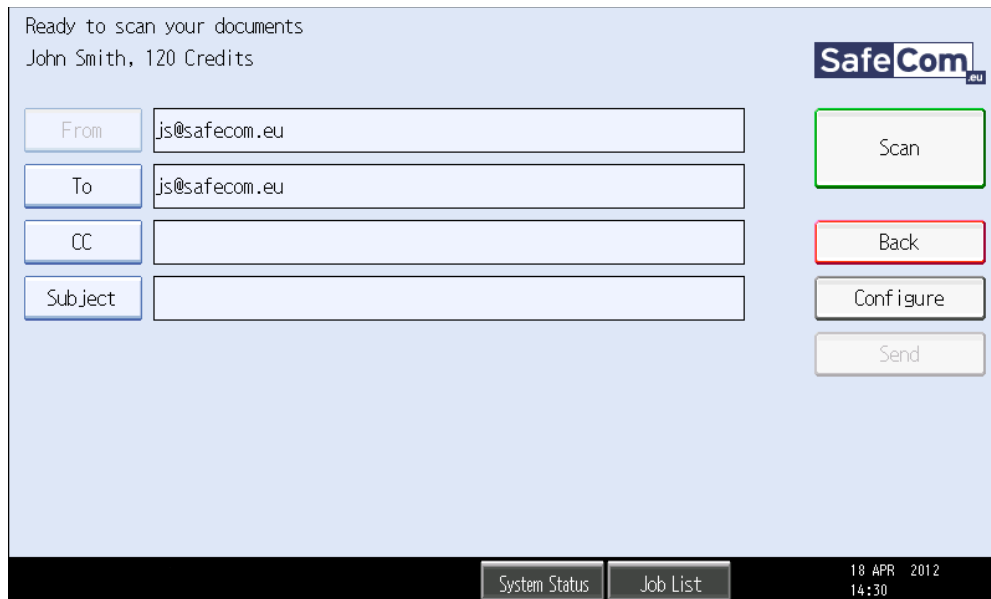 Ready to scan your documents
John Smith, 120 Credits
SafeCom
.eu
From
js@safecom.eu
Scan
To
js@safecom.eu
CC
Back
Subject
Configure
Send
System Status
Job List
18 APR 2012
14:30